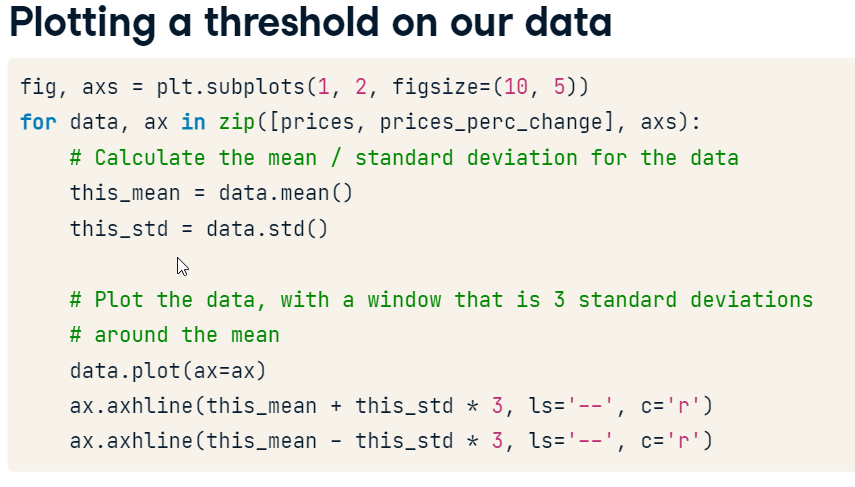 Plotting a threshold on our data
fig, axs = plt.subplots(1, 2, figsize=(10, 5))
for data, ax in zip([prices, prices_perc_change], axs):
    # Calculate the mean / standard deviation for the data
    this_mean = data.mean()
    this_std = data.std()
    # Plot the data, with a window that is 3 standard deviations
    # around the mean
    data.plot(ax=ax)
    ax.axhline(this_mean + this_std * 3, ls='--', c='r')
    ax.axhline(this_mean - this_std * 3, ls='--', c='r')